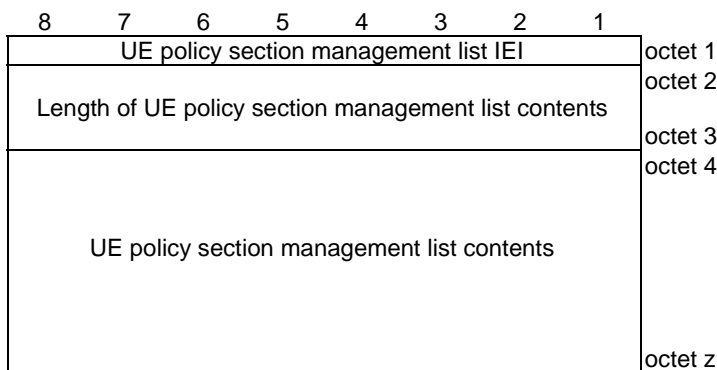 8 7 6 5 4 3 2 1
UE policy section management list IEI octet 1
octet 2
Length of UE policy section management list contents
octet 3
octet 4
UE policy section management list contents
octet z